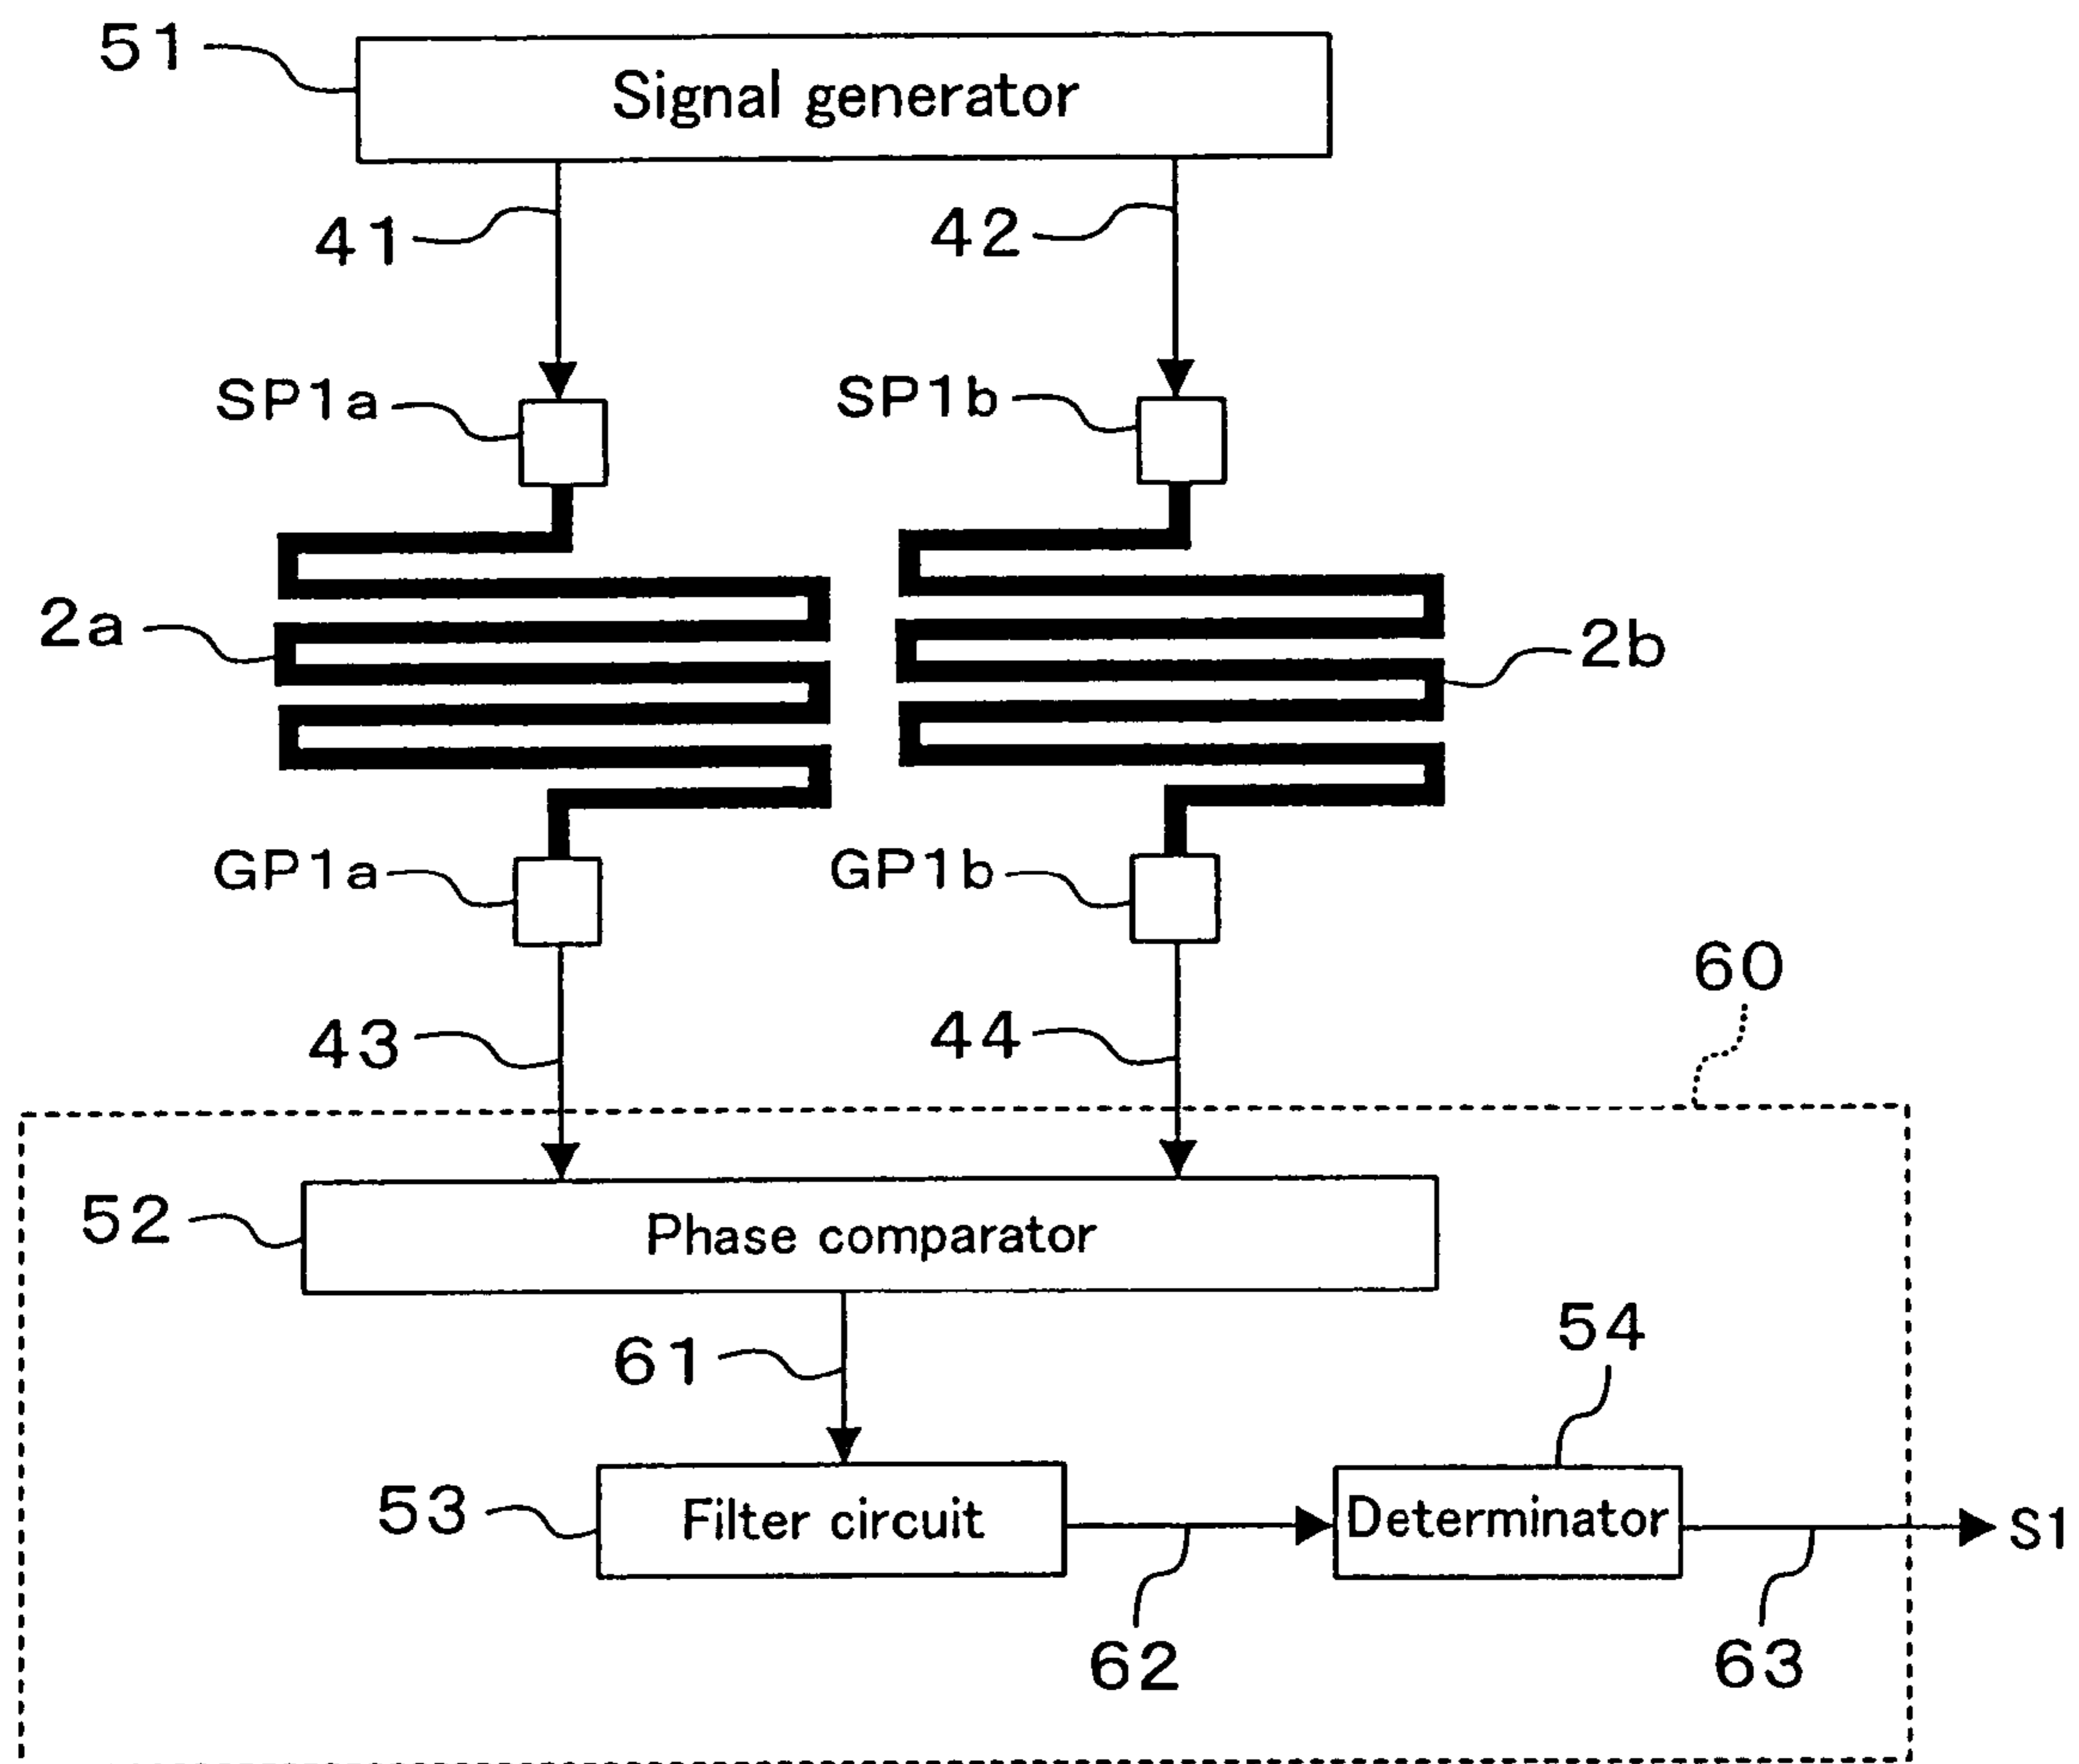 51
Signal generator
41
42
SP1a
SP1b
2a
2b
GP1a
GP1b
60
43
44
52
Phase comparator
61
54
53
Filter circuit
Determinator
S1
62
63